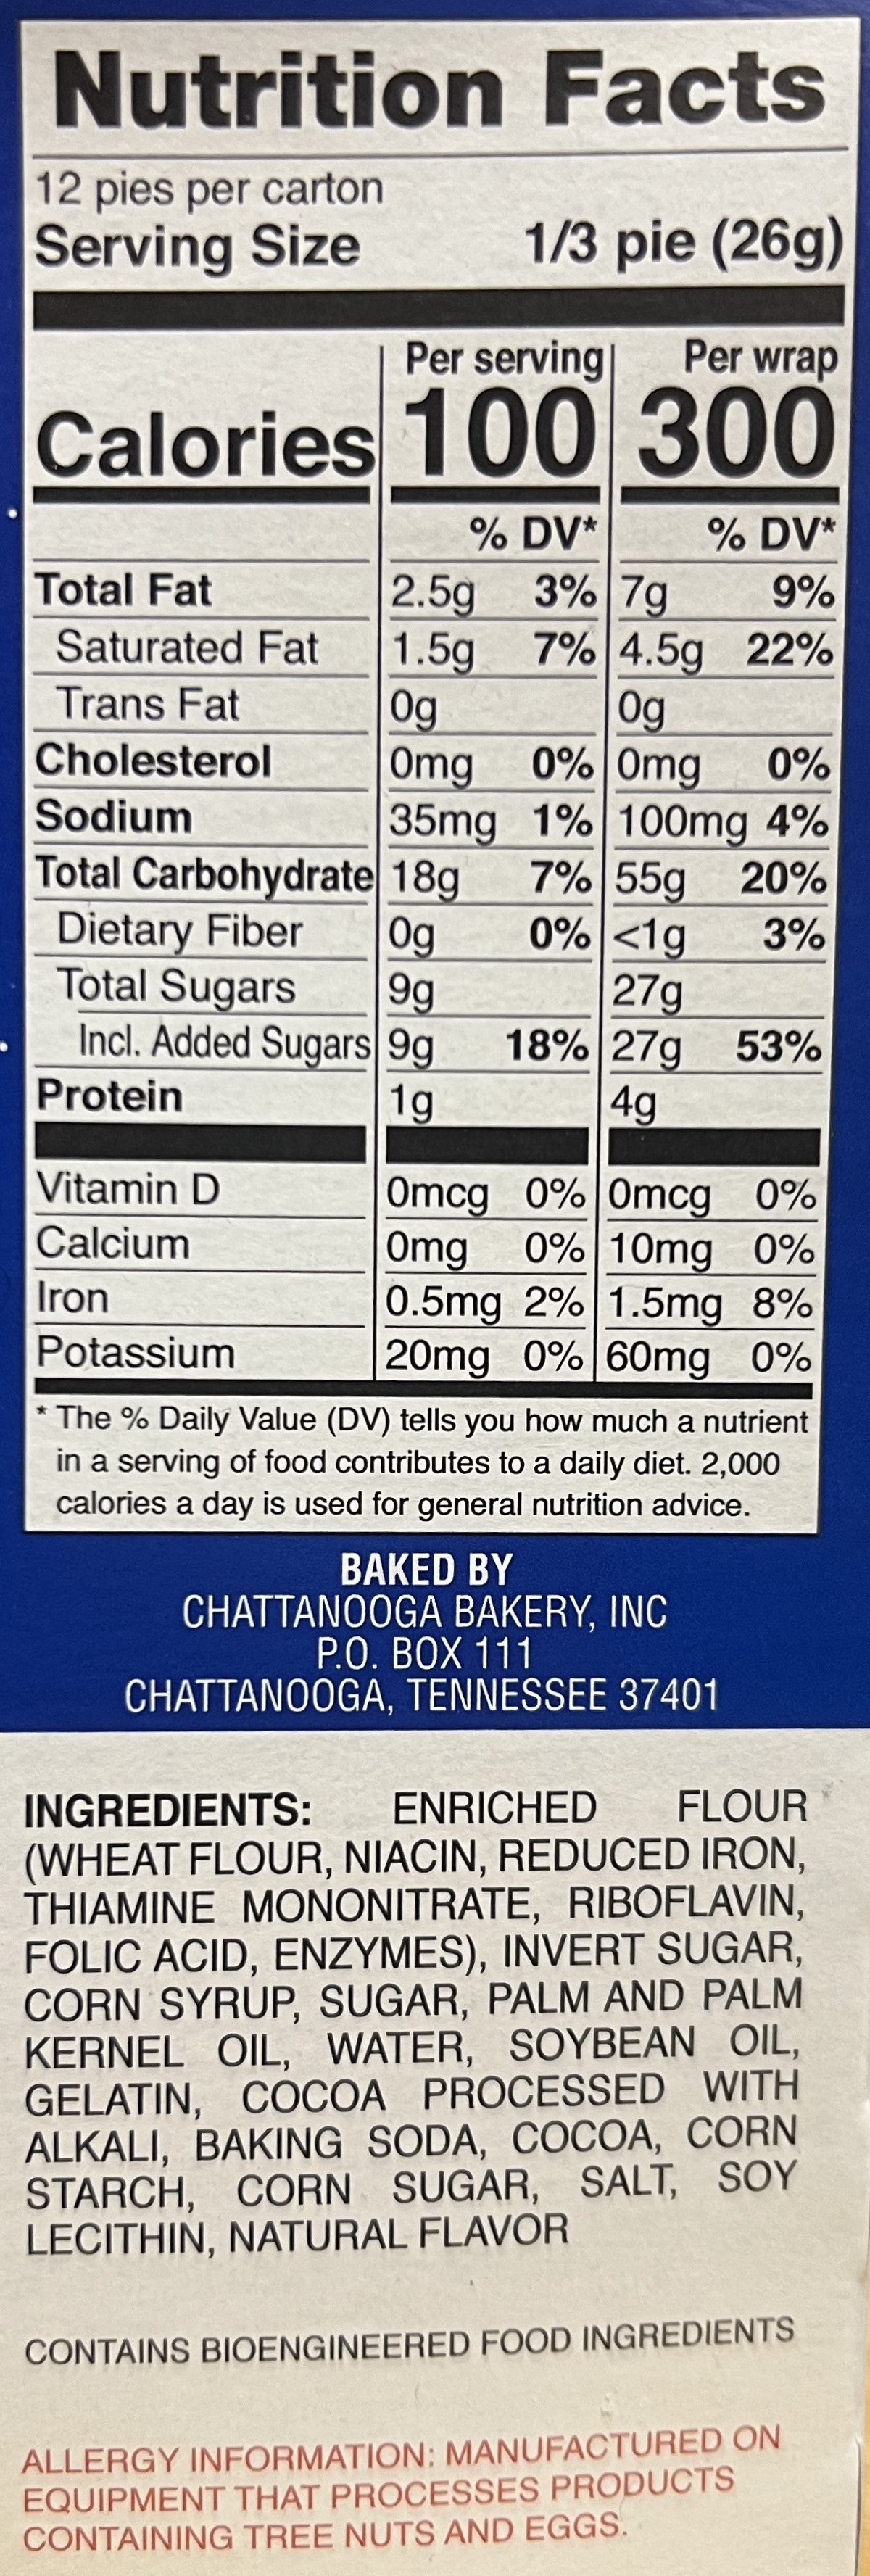 Nutrition Facts
12 pies per carton
Serving Size 1/3 pie (26g)
Per serving Per wrap
Calories 100 300
% DV* % DV*
Total Fat 2.5g 3% 7g 9%
Saturated Fat 1.5g 7% 4.5g 22%
Trans Fat 0g 0g
Cholesterol 0mg 0% 0mg 0%
Sodium 35mg 1% 100mg 4%
Total Carbohydrate 18g 7% 55g 20%
Dietary Fiber 0g 0% <1g 3%
Total Sugars 9g 27g
Incl. Added Sugars 9g 18% 27g 53%
Protein 1g 4g
Vitamin D 0mcg 0% 0mcg 0%
Calcium 0mg 0% 10mg 0%
Iron 0.5mg 2% 1.5mg 8%
Potassium 20mg 0% 60mg 0%
* The % Daily Value (DV) tells you how much a nutrient
in a serving of food contributes to a daily diet. 2,000
calories a day is used for general nutrition advice.
BAKED BY
CHATTANOOGA BAKERY, INC
P.O. BOX 111
CHATTANOOGA, TENNESSEE 37401
INGREDIENTS: ENRICHED FLOUR
(WHEAT FLOUR, NIACIN, REDUCED IRON,
THIAMINE MONONITRATE, RIBOFLAVIN,
FOLIC ACID, ENZYMES), INVERT SUGAR,
CORN SYRUP, SUGAR, PALM AND PALM
KERNEL OIL, WATER, SOYBEAN OIL,
GELATIN, COCOA PROCESSED WITH
ALKALI, BAKING SODA, COCOA, CORN
STARCH, CORN SUGAR, SALT, SOY
LECITHIN, NATURAL FLAVOR
CONTAINS BIOENGINEERED FOOD INGREDIENTS
ALLERGY INFORMATION: MANUFACTURED ON
EQUIPMENT THAT PROCESSES PRODUCTS
CONTAINING TREE NUTS AND EGGS.